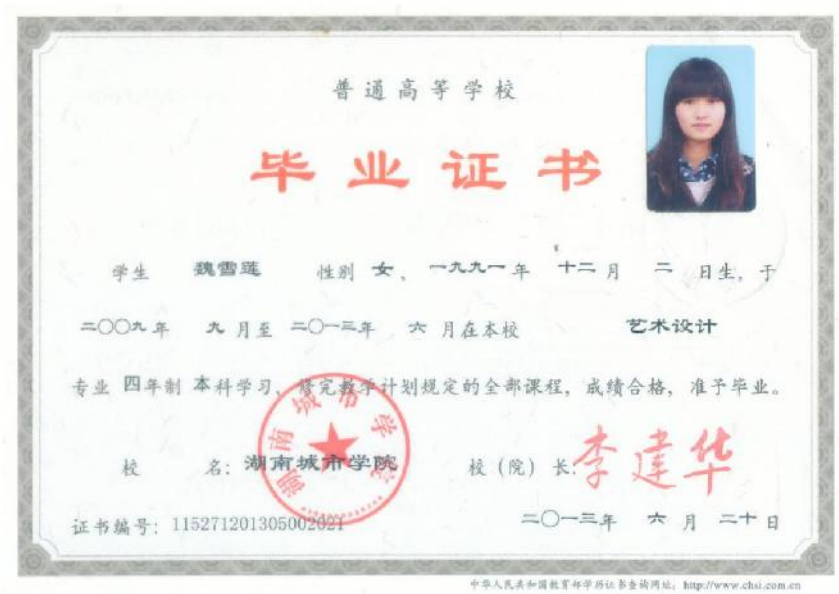 普通高等学校
毕业证书
学生 魏雪莲 性别 女、一九九一年 十二月 二 日生,于
二〇〇九年 九月至 二〇一三年 六月在本校 艺术设计
专业 四年制 本科学习、修完教学计划规定的全部课程,成绩合格,准予毕业。
湖南城市学院
校 名:湖南城市学院 校(院)长:李建华
证书编号:115271201305002021 二〇一三年 六月 二十日
中华人民共和国教育部学历证书查询网址:http://www.chsi.com.cn